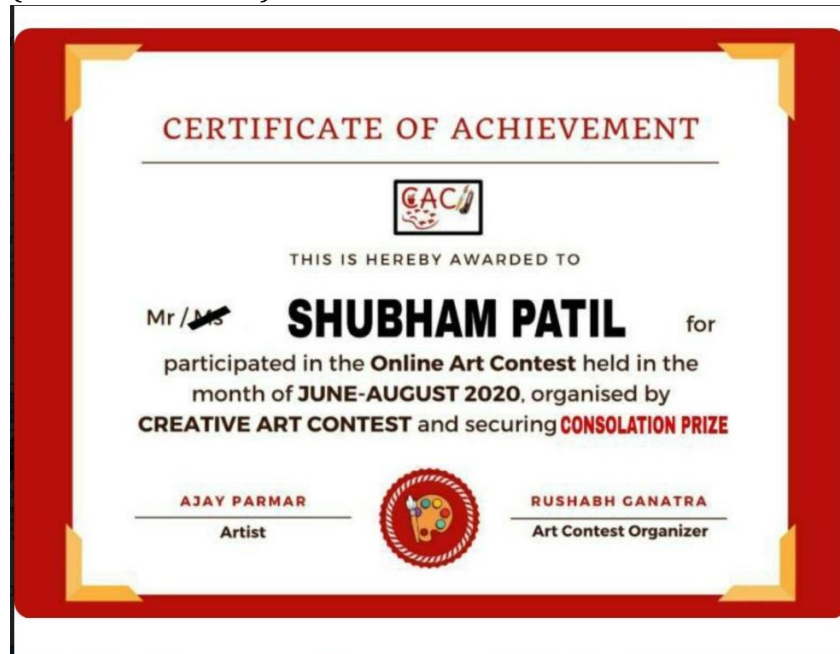 CERTIFICATE OF ACHIEVEMENT
CAC
THIS IS HEREBY AWARDED TO
Mr / Ms SHUBHAM PATIL for
participated in the Online Art Contest held in the
month of JUNE-AUGUST 2020, organised by
CREATIVE ART CONTEST and securing CONSOLATION PRIZE
AJAY PARMAR
Artist
RUSHABH GANATRA
Art Contest Organizer